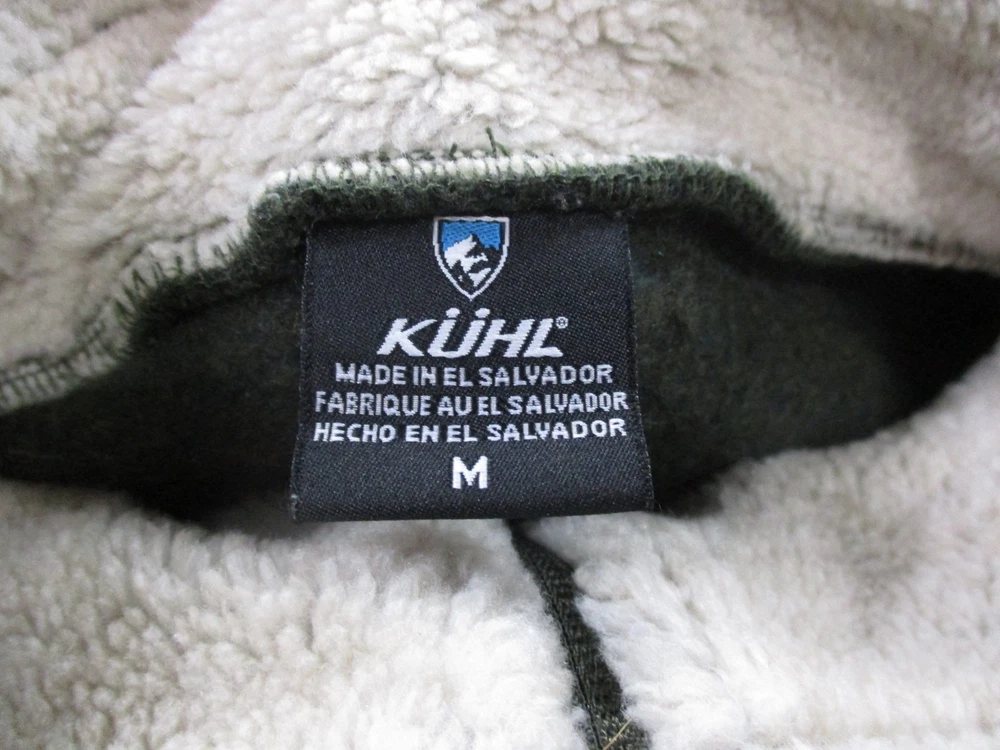 KÜHL®
MADE IN EL SALVADOR
FABRIQUE AU EL SALVADOR
HECHO EN EL SALVADOR
M